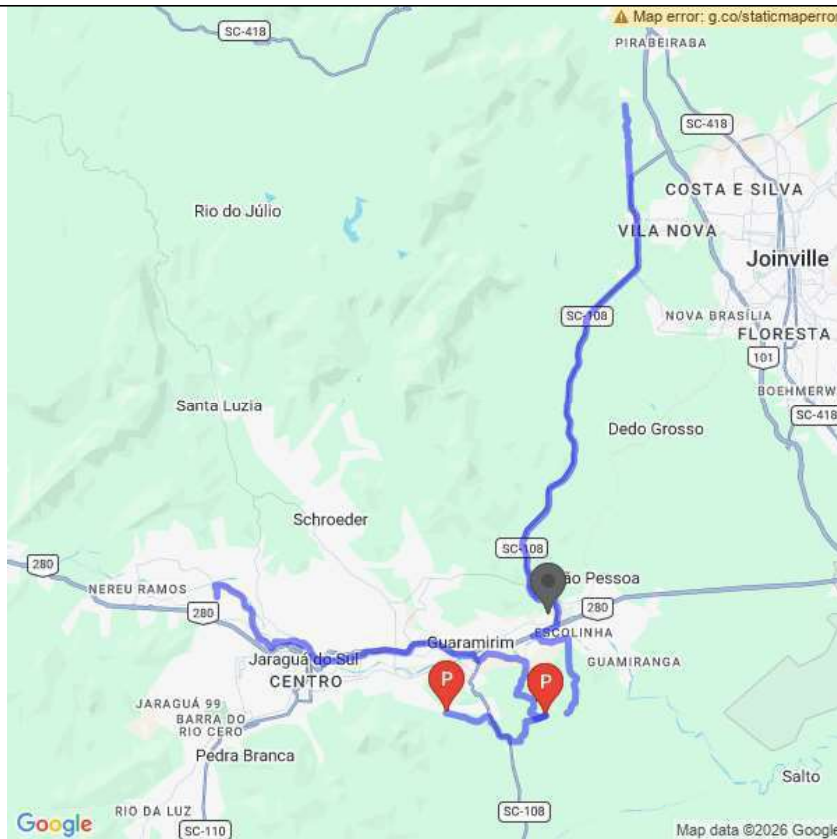 SC-418
Map error: g.co/staticmaperror
PIRABEIRABA
SC-418
COSTA E SILVA
Rio do Júlio
VILA NOVA
Joinville
SC-108
NOVA BRASÍLIA
FLORESTA
101
BOEHMERW
Santa Luzia
SC-418
Dedo Grosso
Schroeder
SC-108
280
ão Pessoa
NEREU RAMOS
280
280
ESCOLINHA
Guaramirim
Jaraguá do Sul
GUAMIRANGA
CENTRO
P
P
JARAGUÁ 99
BARRA DO
RIO CERO
Pedra Branca
Salto
RIO DA LUZ
SC-108
Google
SC-110
Map data ©2026 Google